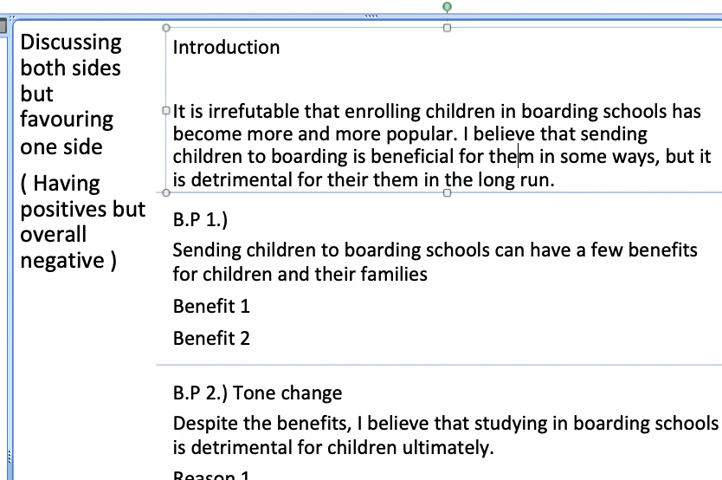 Discussing
both sides
but
favouring
one side
( Having
positives but
overall
negative )
Introduction
It is irrefutable that enrolling children in boarding schools has
become more and more popular. I believe that sending
children to boarding is beneficial for them in some ways, but it
is detrimental for their them in the long run.
B.P 1.)
Sending children to boarding schools can have a few benefits
for children and their families
Benefit 1
Benefit 2
B.P 2.) Tone change
Despite the benefits, I believe that studying in boarding schools
is detrimental for children ultimately.
Reason 1